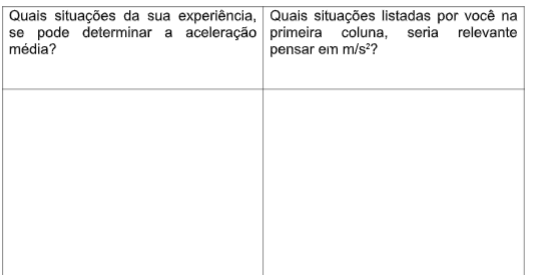 Quais situações da sua experiência,
se pode determinar a aceleração
média?
Quais situações listadas por você na
primeira coluna, seria relevante
pensar em m/s²?